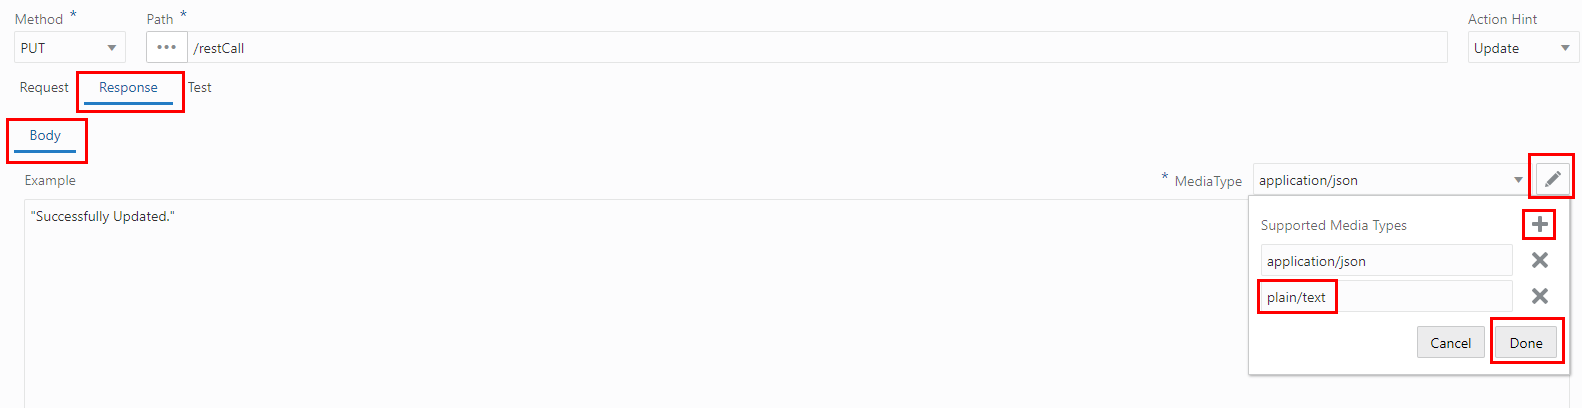 Method * Path * Action Hint
PUT ••• /restCall Update
Request Response Test
Body
Example * MediaType application/json
"Successfully Updated."
Supported Media Types
application/json
plain/text
Cancel Done